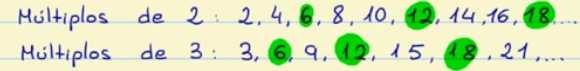 Múltiplos de 2 : 2, 4, 6, 8, 10, 12, 14, 16, 18...
Múltiplos de 3 : 3, 6, 9, 12, 15, 18, 21,...